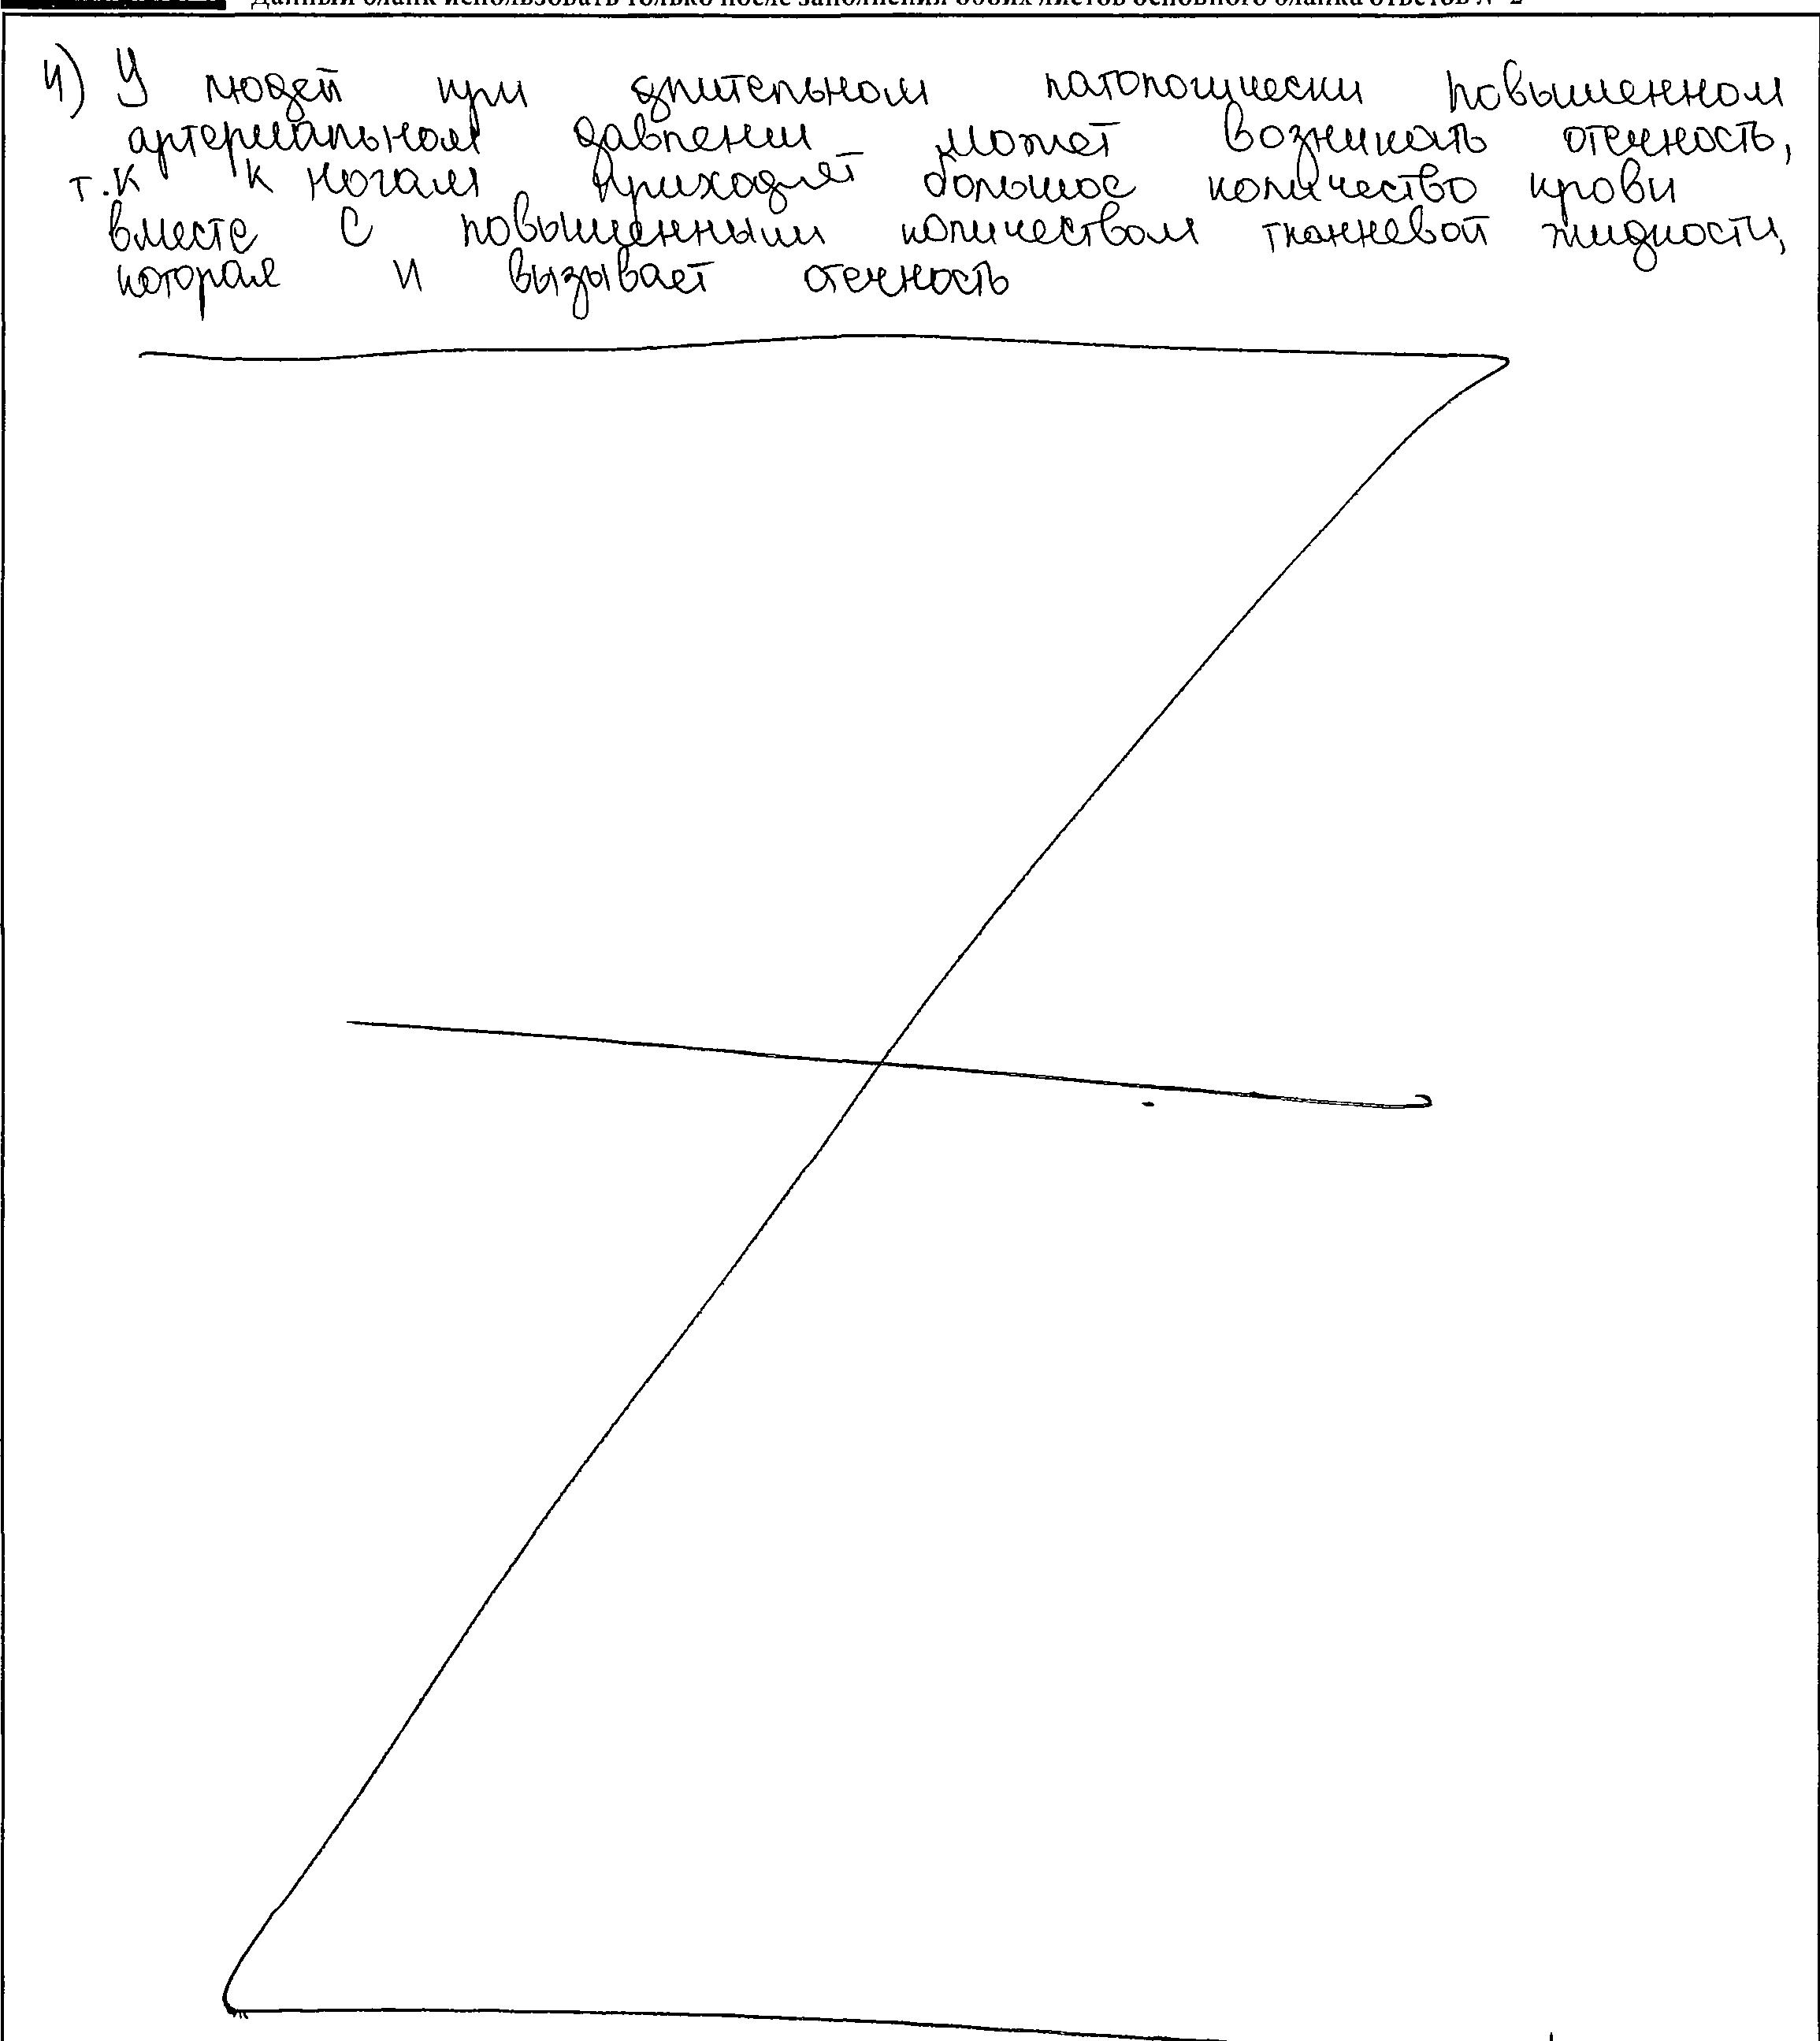 Данный бланк использовать только после заполнения обоих листов основного бланка ответов № 2
4) У людей при длительном патологически повышенном
артериальном давлении может возникать отечность,
т.к к ногам приходят большое количество крови
вместе с повышенным количеством тканевой жидкости,
которая и вызывает отечность